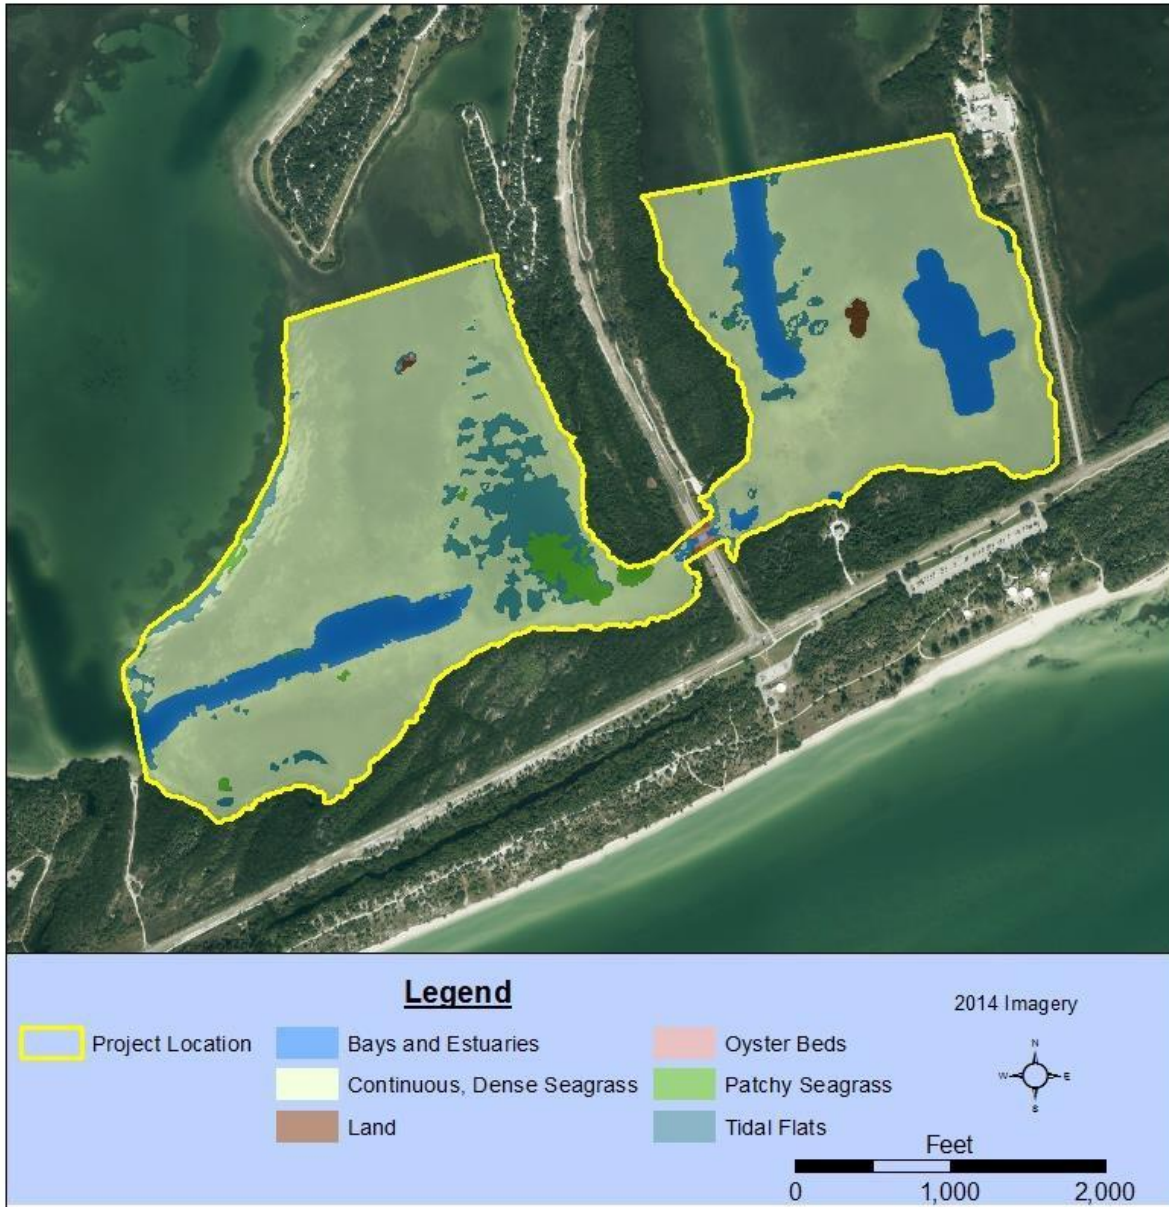 Legend
2014 Imagery
Project Location
Bays and Estuaries
Oyster Beds
Continuous, Dense Seagrass
Patchy Seagrass
Land
Tidal Flats
N
W E
S
Feet
0 1,000 2,000